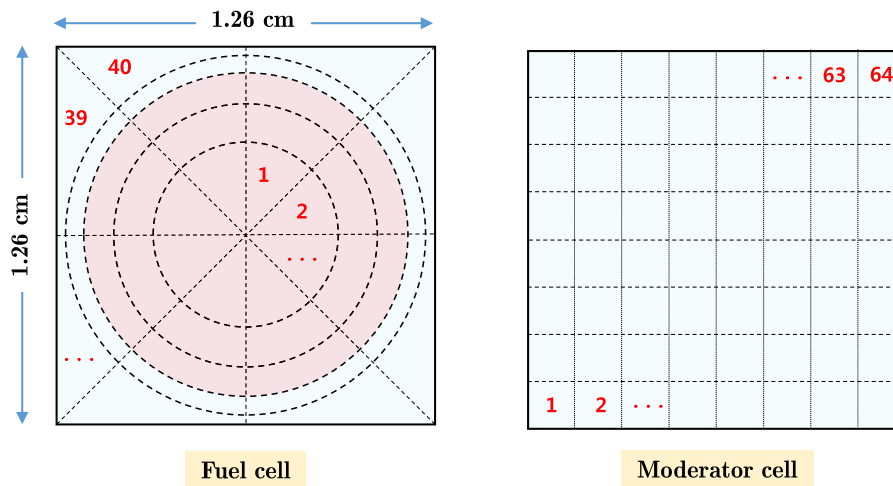 1.26 cm
40
39
1
2
...
...
1.26 cm
Fuel cell
... 63 64
1 2 ...
Moderator cell